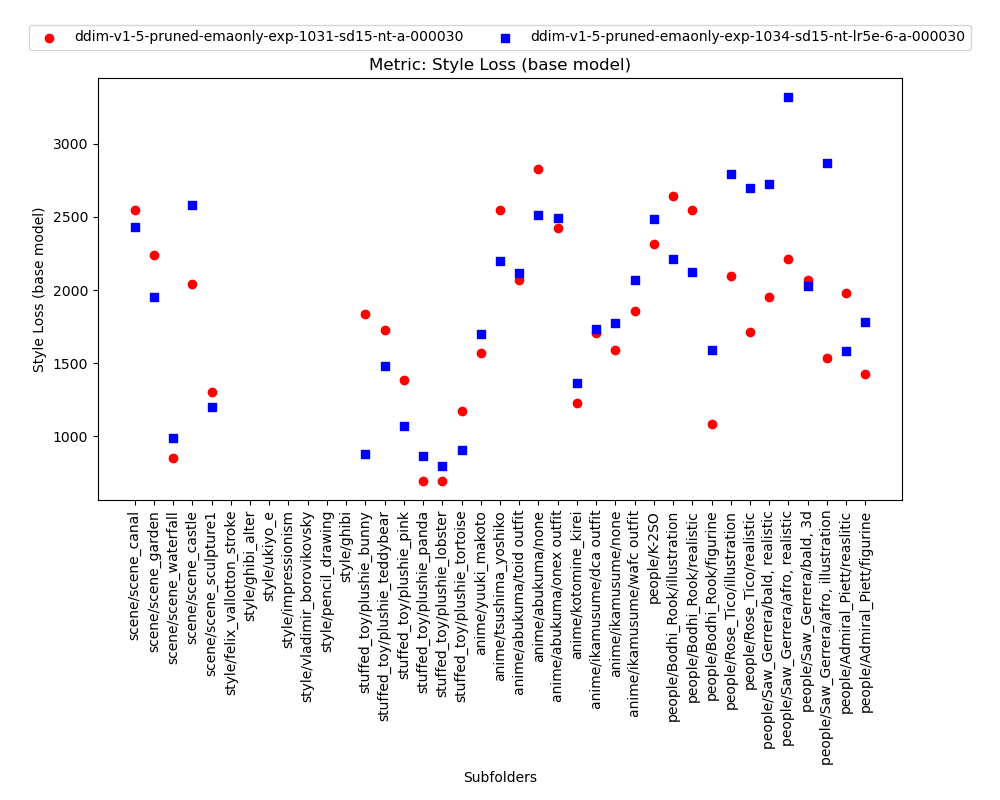 ddim-v1-5-pruned-emaonly-exp-1031-sd15-nt-a-000030
ddim-v1-5-pruned-emaonly-exp-1034-sd15-nt-lr5e-6-a-000030
Metric: Style Loss (base model)
Style Loss (base model)
3000
2500
2000
1500
1000
scene/scene_canal
scene/scene_garden
scene/scene_waterfall
scene/scene_castle
scene/scene_sculpture1
style/felix_vallotton_stroke
style/ghibi_alter
style/ukiyo_e
style/impressionism
style/vladimir_borovikovsky
style/pencil_drawing
style/ghibi
stuffed_toy/plushie_bunny
stuffed_toy/plushie_teddybear
stuffed_toy/plushie_pink
stuffed_toy/plushie_panda
stuffed_toy/plushie_lobster
stuffed_toy/plushie_tortoise
anime/yuuki_makoto
anime/tsushima_yoshiko
anime/abukuma/toid outfit
anime/abukuma/none
anime/abukuma/onex outfit
anime/kotomine_kirei
anime/ikamusume/dca outfit
anime/ikamusume/none
anime/ikamusume/wafc outfit
people/K-2SO
people/Bodhi_Rook/illustration
people/Bodhi_Rook/realistic
people/Bodhi_Rook/figurine
people/Rose_Tico/illustration
people/Rose_Tico/realistic
people/Saw_Gerrera/bald, realistic
people/Saw_Gerrera/afro, realistic
people/Saw_Gerrera/bald, 3d
people/Saw_Gerrera/afro, illustration
people/Admiral_Piett/reaslitic
people/Admiral_Piett/figurine
Subfolders